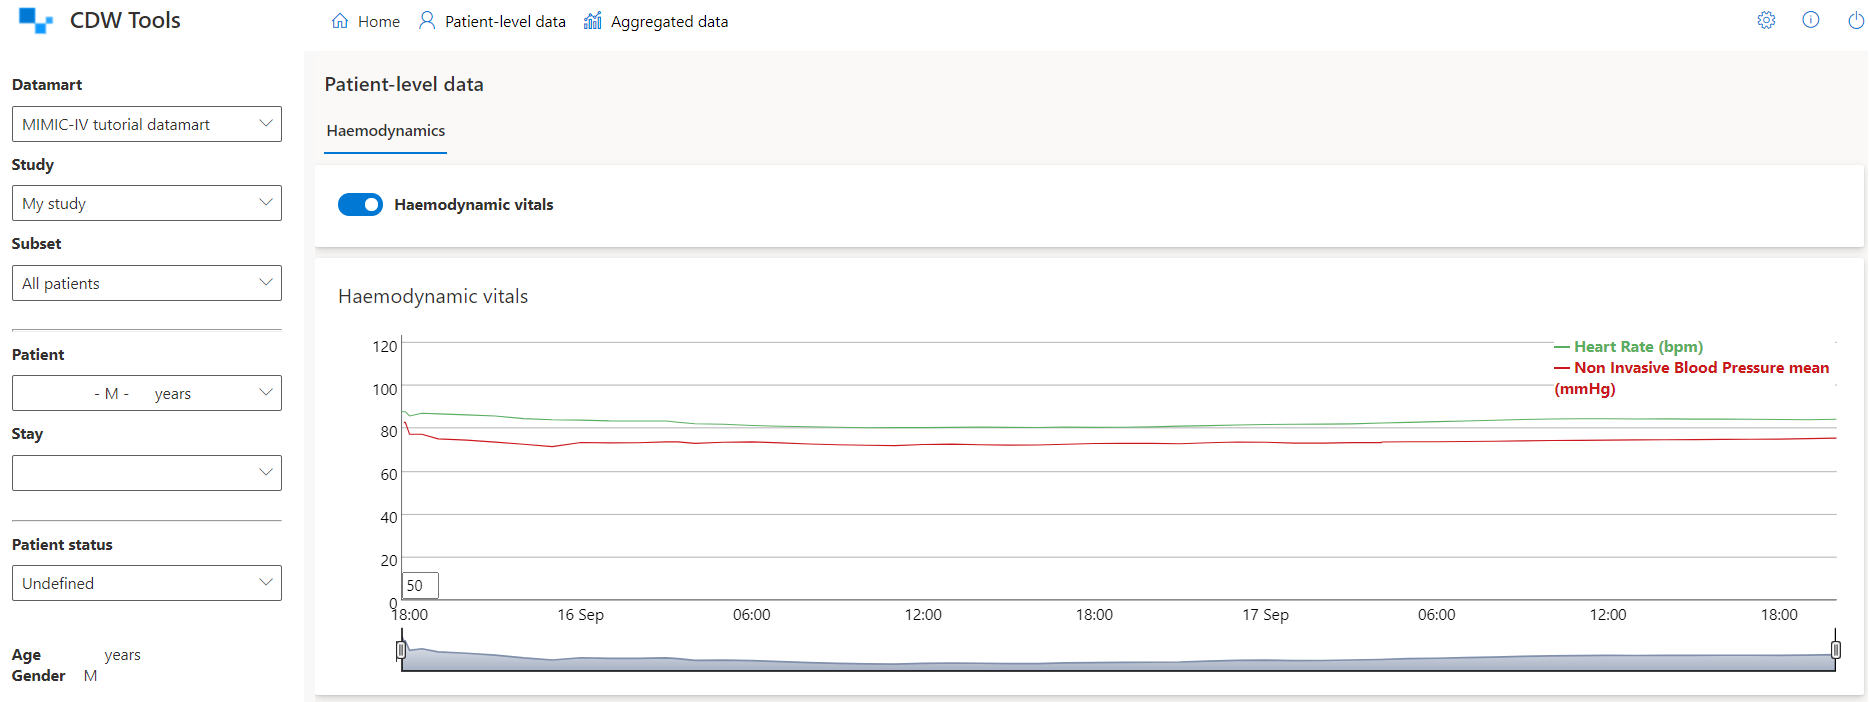 CDW Tools
Home Patient-level data Aggregated data
Datamart
MIMIC-IV tutorial datamart
Study
My study
Subset
All patients
Patient
- M - years
Stay
Patient status
Undefined
Age years
Gender M
Patient-level data
Haemodynamics
Haemodynamic vitals
Haemodynamic vitals
Heart Rate (bpm)
Non Invasive Blood Pressure mean
(mmHg)
120
100
80
60
40
20
0
50
18:00 16 Sep 06:00 12:00 18:00 17 Sep 06:00 12:00 18:00